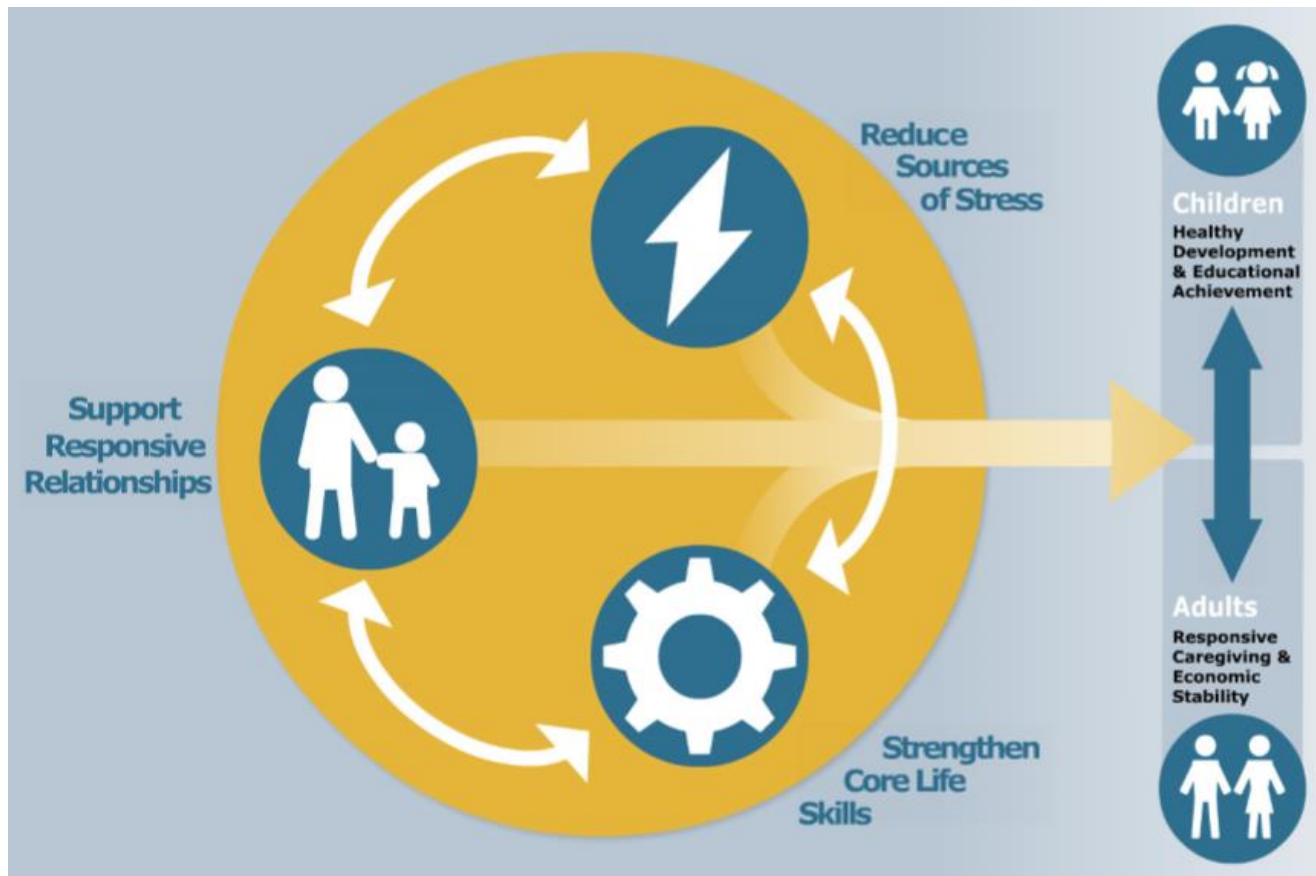 Reduce
Sources
of Stress
Support
Responsive
Relationships
Strengthen
Core Life
Skills
Children
Healthy
Development
& Educational
Achievement
Adults
Responsive
Caregiving &
Economic
Stability